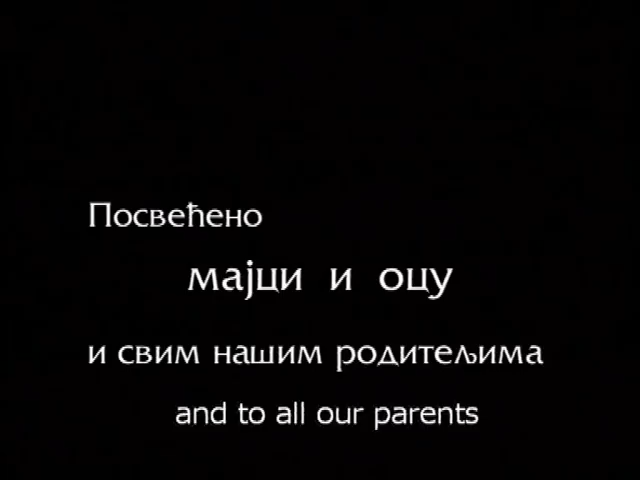 Посвећено
мајци и оцу
и свим нашим родитељима
and to all our parents